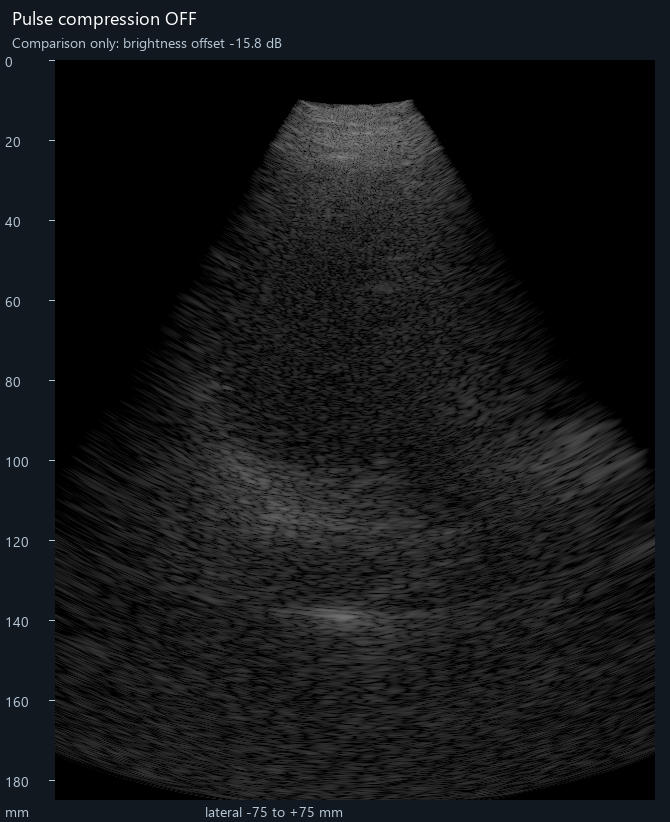 Pulse compression OFF
Comparison only: brightness offset -15.8 dB
0
20
40
60
80
100
120
140
160
180
mm
lateral -75 to +75 mm